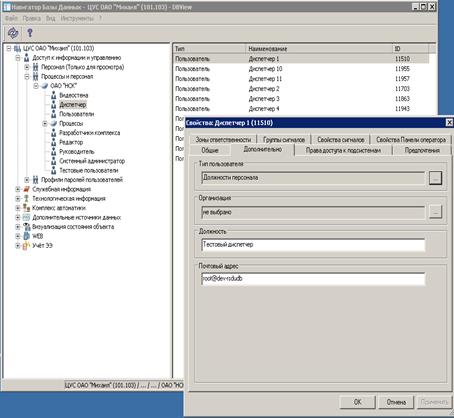 Навигатор Базы Данных - ЦУС ОАО "Михаил" (101.103) - DBView
Файл Правка Вид Инструменты ?
ЦУС ОАО "Михаил" (101.103)
Доступ к информации и управлению
Персонал (Только для просмотра)
Процессы и персонал
ОАО "НСК"
Видеостена
Диспетчер
Пользователи
Процессы
Разработчики комплекса
Редактор
Руководитель
Системный администратор
Тестовые пользователи
Профили паролей пользователей
Служебная информация
Технологическая информация
Комплекс автоматики
Дополнительные источники данных
Визуализация состояния объекта
WEB
Учёт ЭЭ
Тип Наименование ID
Пользователь Диспетчер 1 11510
Пользователь Диспетчер 10 11955
Пользователь Диспетчер 11 11957
Пользователь Диспетчер 2 11703
Пользователь Диспетчер 3 11863
Пользователь Диспетчер 4 11943
Свойства: Диспетчер 1 (11510)
Зоны ответственности Группы сигналов Свойства сигналов Свойства Панели оператора
Общие Дополнительно Права доступа к подсистемам Предпочтения
Тип пользователя
Должности персонала ...
Организация
не выбрано ...
Должность
Тестовый диспетчер
Почтовый адрес
root@dev-rsdudb
OK Отмена Применить
ЦУС ОАО "Михаил" (101.103) / ... / ... / ОАО "НСК